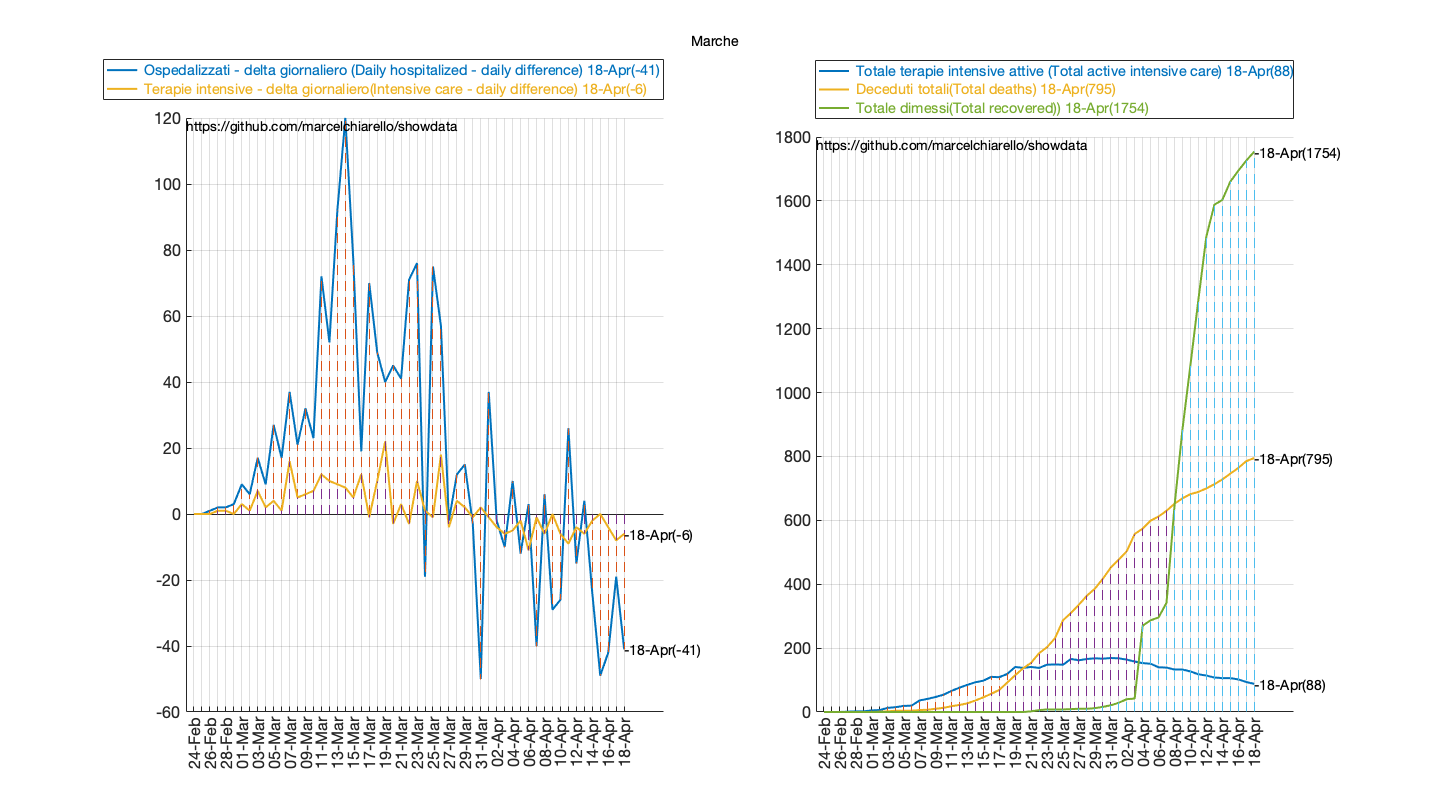 Marche
Ospedalizzati - delta giornaliero (Daily hospitalized - daily difference) 18-Apr(-41)
Terapie intensive - delta giornaliero(Intensive care - daily difference) 18-Apr(-6)
https://github.com/marcelchiarello/showdata
120
100
80
60
40
20
0
-20
-40
-60
18-Apr(-6)
18-Apr(-41)
24-Feb
26-Feb
28-Feb
01-Mar
03-Mar
05-Mar
07-Mar
09-Mar
11-Mar
13-Mar
15-Mar
17-Mar
19-Mar
21-Mar
23-Mar
25-Mar
27-Mar
29-Mar
31-Mar
02-Apr
04-Apr
06-Apr
08-Apr
10-Apr
12-Apr
14-Apr
16-Apr
18-Apr
Totale terapie intensive attive (Total active intensive care) 18-Apr(88)
Deceduti totali(Total deaths) 18-Apr(795)
Totale dimessi(Total recovered)) 18-Apr(1754)
https://github.com/marcelchiarello/showdata
1800
1600
1400
1200
1000
800
600
400
200
0
18-Apr(1754)
18-Apr(795)
18-Apr(88)
24-Feb
26-Feb
28-Feb
01-Mar
03-Mar
05-Mar
07-Mar
09-Mar
11-Mar
13-Mar
15-Mar
17-Mar
19-Mar
21-Mar
23-Mar
25-Mar
27-Mar
29-Mar
31-Mar
02-Apr
04-Apr
06-Apr
08-Apr
10-Apr
12-Apr
14-Apr
16-Apr
18-Apr